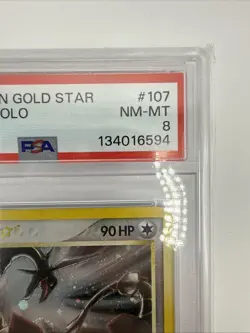 N GOLD STAR #107
OLO NM-MT
8
PSA 134016594
90 HP